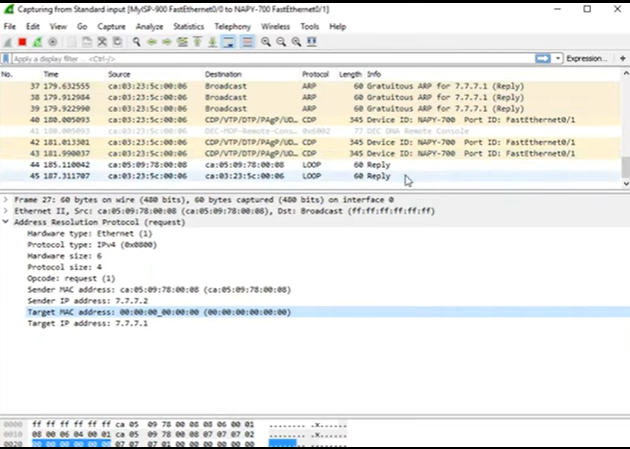 Capturing from Standard input [MyISP-900 FastEthernet0/0 to NAPY-700 FastEthernet0/1]
File Edit View Go Capture Analyze Statistics Telephony Wireless Tools Help
Apply a display filter ... <Ctrl-/> Expression... +
No. Time Source Destination Protocol Length Info
37 179.632555 ca:03:23:5c:00:06 Broadcast ARP 60 Gratuitous ARP for 7.7.7.1 (Reply)
38 179.912984 ca:03:23:5c:00:06 Broadcast ARP 60 Gratuitous ARP for 7.7.7.1 (Reply)
39 179.922990 ca:03:23:5c:00:06 Broadcast ARP 60 Gratuitous ARP for 7.7.7.1 (Reply)
40 180.005093 ca:03:23:5c:00:06 CDP/VTP/DTP/PAgP/UD... CDP 345 Device ID: NAPY-700 Port ID: FastEthernet0/1
41 180.005093 ca:03:23:5c:00:06 DEC-MOP-Remote-Cons... 0x6002 77 DEC DNA Remote Console
42 181.013301 ca:03:23:5c:00:06 CDP/VTP/DTP/PAgP/UD... CDP 345 Device ID: NAPY-700 Port ID: FastEthernet0/1
43 181.990037 ca:03:23:5c:00:06 CDP/VTP/DTP/PAgP/UD... CDP 345 Device ID: NAPY-700 Port ID: FastEthernet0/1
44 185.110042 ca:05:09:78:00:08 ca:05:09:78:00:08 LOOP 60 Reply
45 187.311707 ca:03:23:5c:00:06 ca:03:23:5c:00:06 LOOP 60 Reply
Frame 27: 60 bytes on wire (480 bits), 60 bytes captured (480 bits) on interface 0
Ethernet II, Src: ca:05:09:78:00:08 (ca:05:09:78:00:08), Dst: Broadcast (ff:ff:ff:ff:ff:ff)
Address Resolution Protocol (request)
Hardware type: Ethernet (1)
Protocol type: IPv4 (0x0800)
Hardware size: 6
Protocol size: 4
Opcode: request (1)
Sender MAC address: ca:05:09:78:00:08 (ca:05:09:78:00:08)
Sender IP address: 7.7.7.2
Target MAC address: 00:00:00_00:00:00 (00:00:00:00:00:00)
Target IP address: 7.7.7.1
0000 ff ff ff ff ff ff ca 05 09 78 00 08 08 06 00 01 ........ .x......
0010 08 00 06 04 00 01 ca 05 09 78 00 08 07 07 07 02 ........ .x......
0020 00 00 00 00 00 00 07 07 07 01 00 00 00 00 00 00 ........ ........